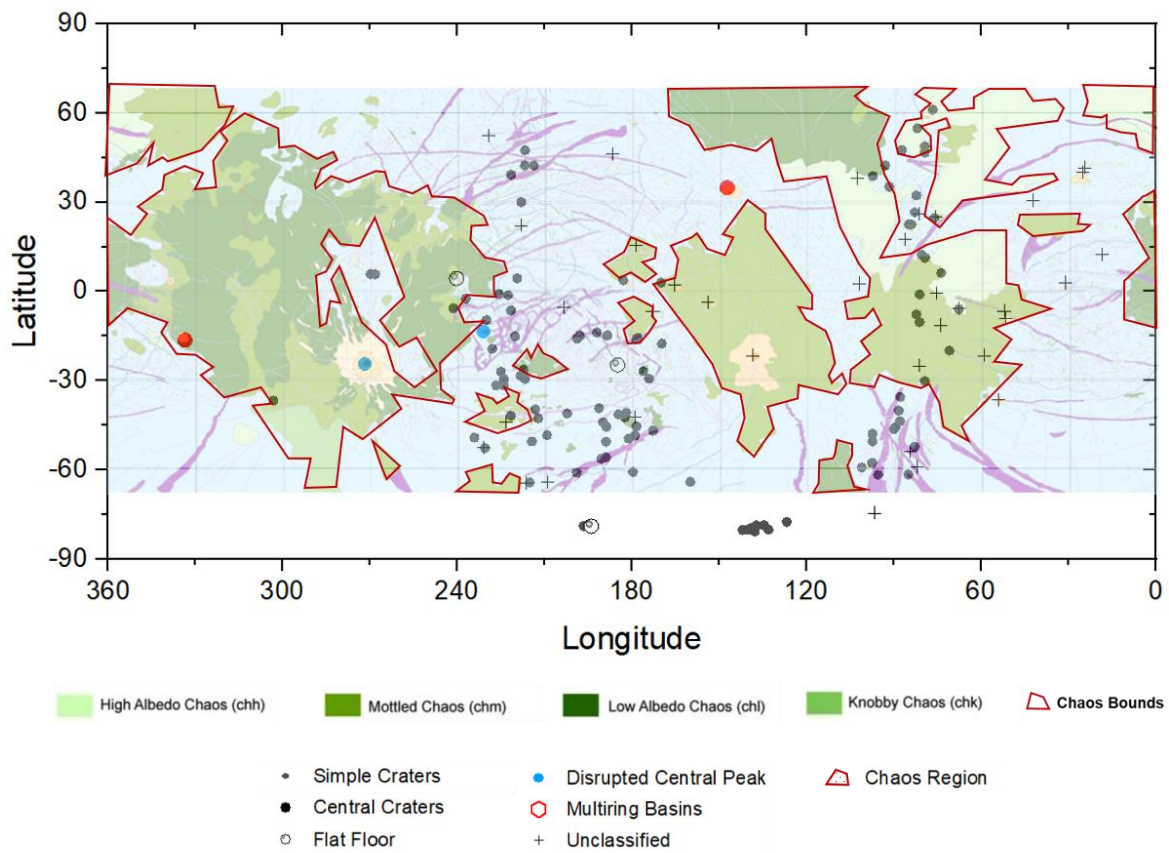 90
60
30
0
-30
-60
-90
Latitude
360 300 240 180 120 60 0
Longitude
High Albedo Chaos (chh) Mottled Chaos (chm) Low Albedo Chaos (chl) Knobby Chaos (chk) Chaos Bounds
Simple Craters Disrupted Central Peak Chaos Region
Central Craters Multiring Basins
Flat Floor Unclassified